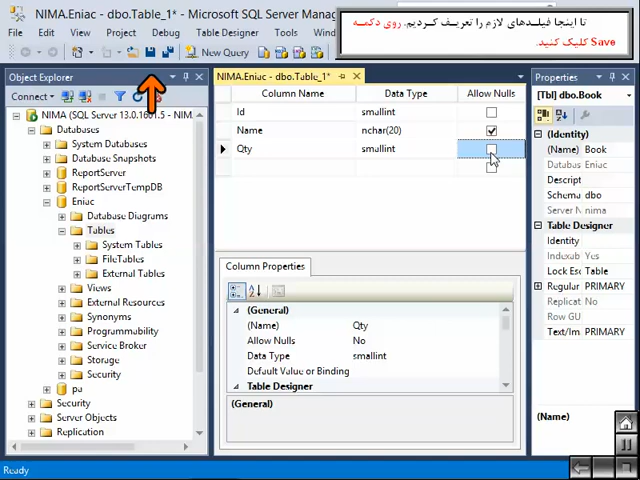 NIMA.Eniac - dbo.Table_1* - Microsoft SQL Server Mana
File Edit View Project Debug Table Designer
New Query
تا اینجا فیلدهای لازم را تعریف کردیم. روی دکمه
Save کلیک کنید.
Object Explorer
Connect
NIMA (SQL Server 13.0.1601.5 - NIM
Databases
System Databases
Database Snapshots
ReportServer
ReportServerTempDB
Eniac
Database Diagrams
Tables
System Tables
FileTables
External Tables
Views
External Resources
Synonyms
Programmability
Service Broker
Storage
Security
pa
Security
Server Objects
Replication
NIMA.Eniac - dbo.Table_1*
Column Name Data Type Allow Nulls
Id smallint
Name nchar(20)
Qty smallint
Column Properties
(General)
(Name) Qty
Allow Nulls No
Data Type smallint
Default Value or Binding
Table Designer
(General)
Properties
[Tbl] dbo.Book
(Identity)
(Name) Book
Database Eniac
Descript
Schema dbo
Server N nima
Table Designer
Identity
Indexab Yes
Lock Esc Table
Regular PRIMARY
Replicat No
Row GU
Text/Im PRIMARY
(Name)
Ready